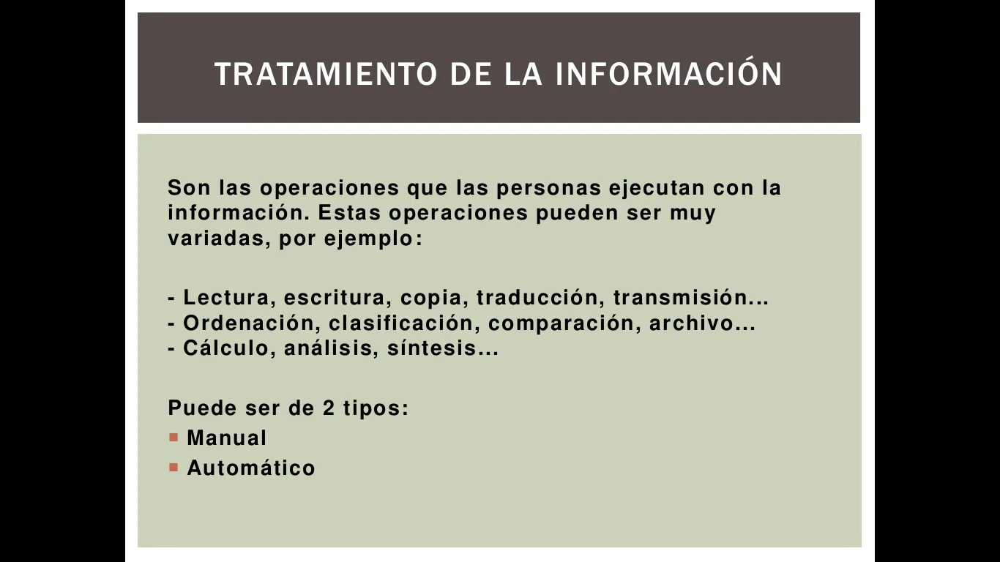 TRATAMIENTO DE LA INFORMACIÓN
Son las operaciones que las personas ejecutan con la
información. Estas operaciones pueden ser muy
variadas, por ejemplo:
- Lectura, escritura, copia, traducción, transmisión...
- Ordenación, clasificación, comparación, archivo...
- Cálculo, análisis, síntesis...
Puede ser de 2 tipos:
▪ Manual
▪ Automático